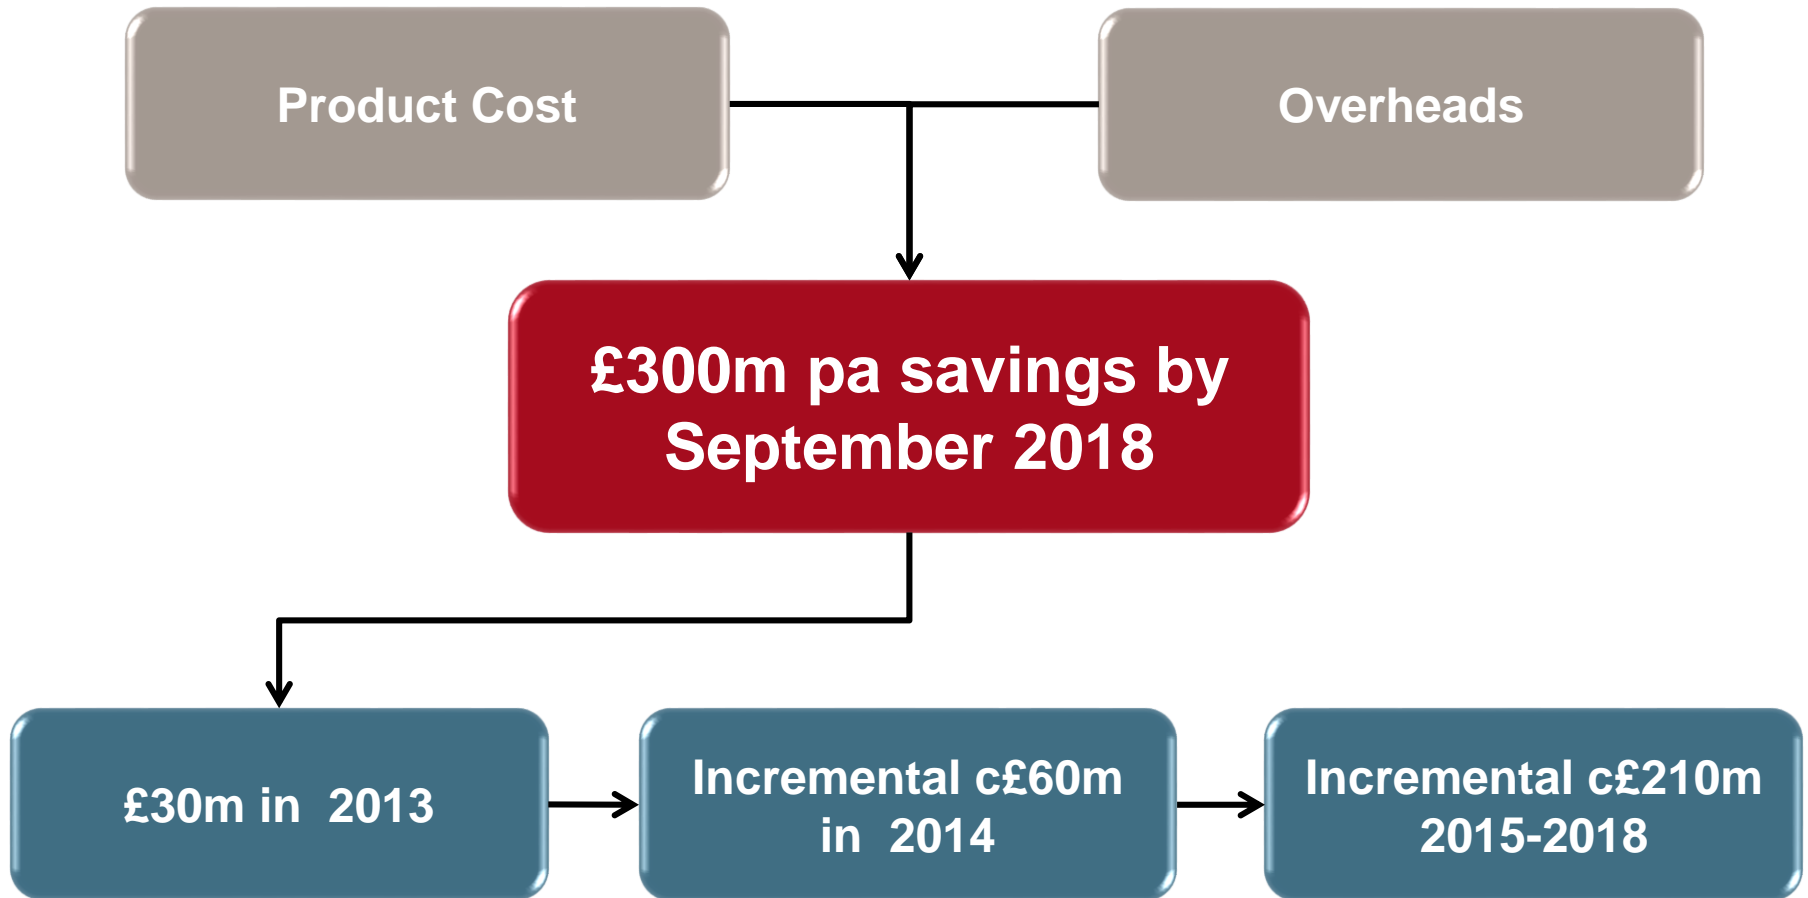 Product Cost
Overheads
£300m pa savings by
September 2018
£30m in  2013
Incremental c£60m
in  2014
Incremental c£210m
2015-2018